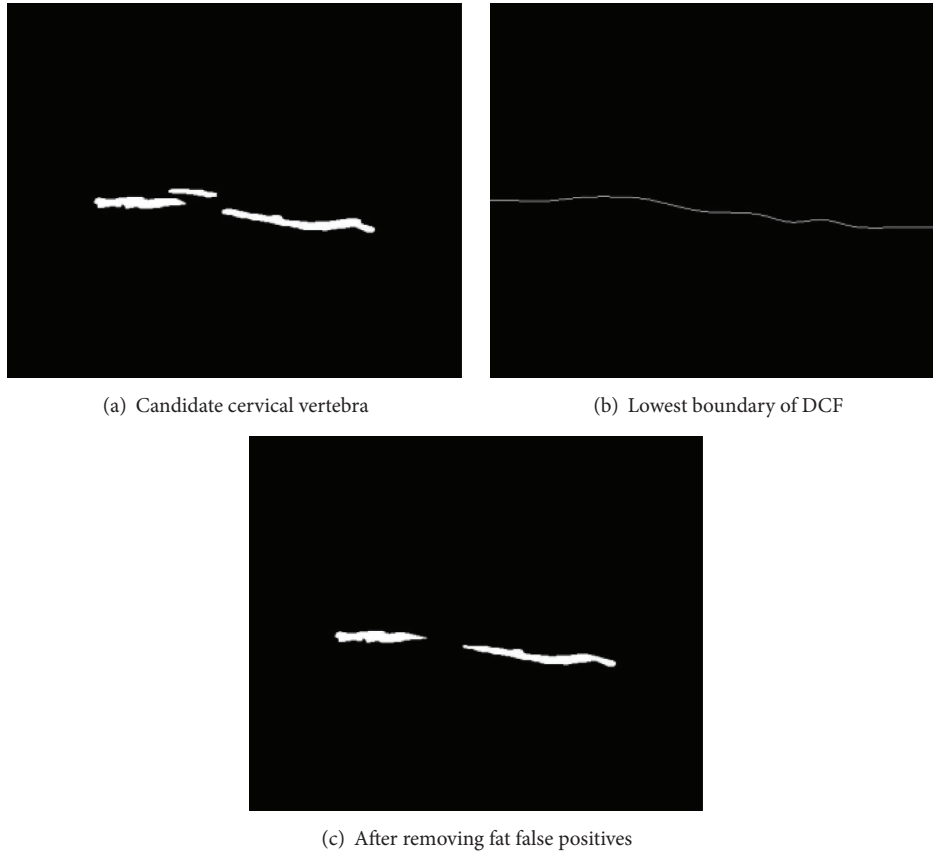 (a) Candidate cervical vertebra
(b) Lowest boundary of DCF
(c) After removing fat false positives